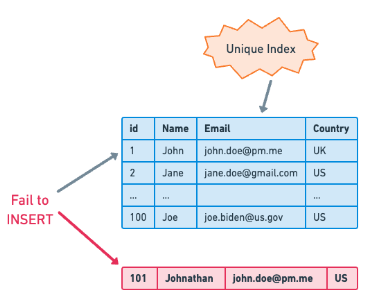 Unique Index
id Name Email Country
1 John john.doe@pm.me UK
2 Jane jane.doe@gmail.com US
... ... ...
100 Joe joe.biden@us.gov US
Fail to
INSERT
101 Johnathan john.doe@pm.me US